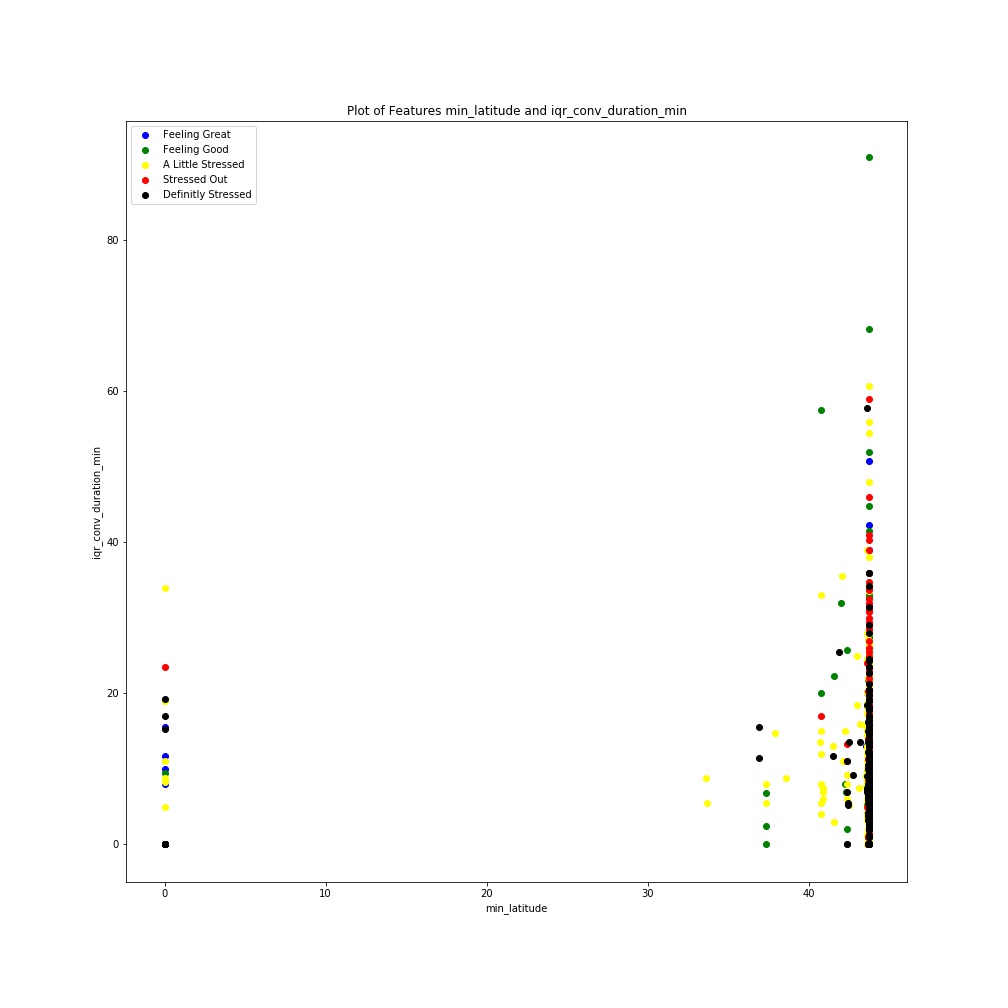 Plot of Features min_latitude and iqr_conv_duration_min
Feeling Great
Feeling Good
A Little Stressed
Stressed Out
Definitly Stressed
80
60
40
20
0
iqr_conv_duration_min
0
10
20
30
40
min_latitude